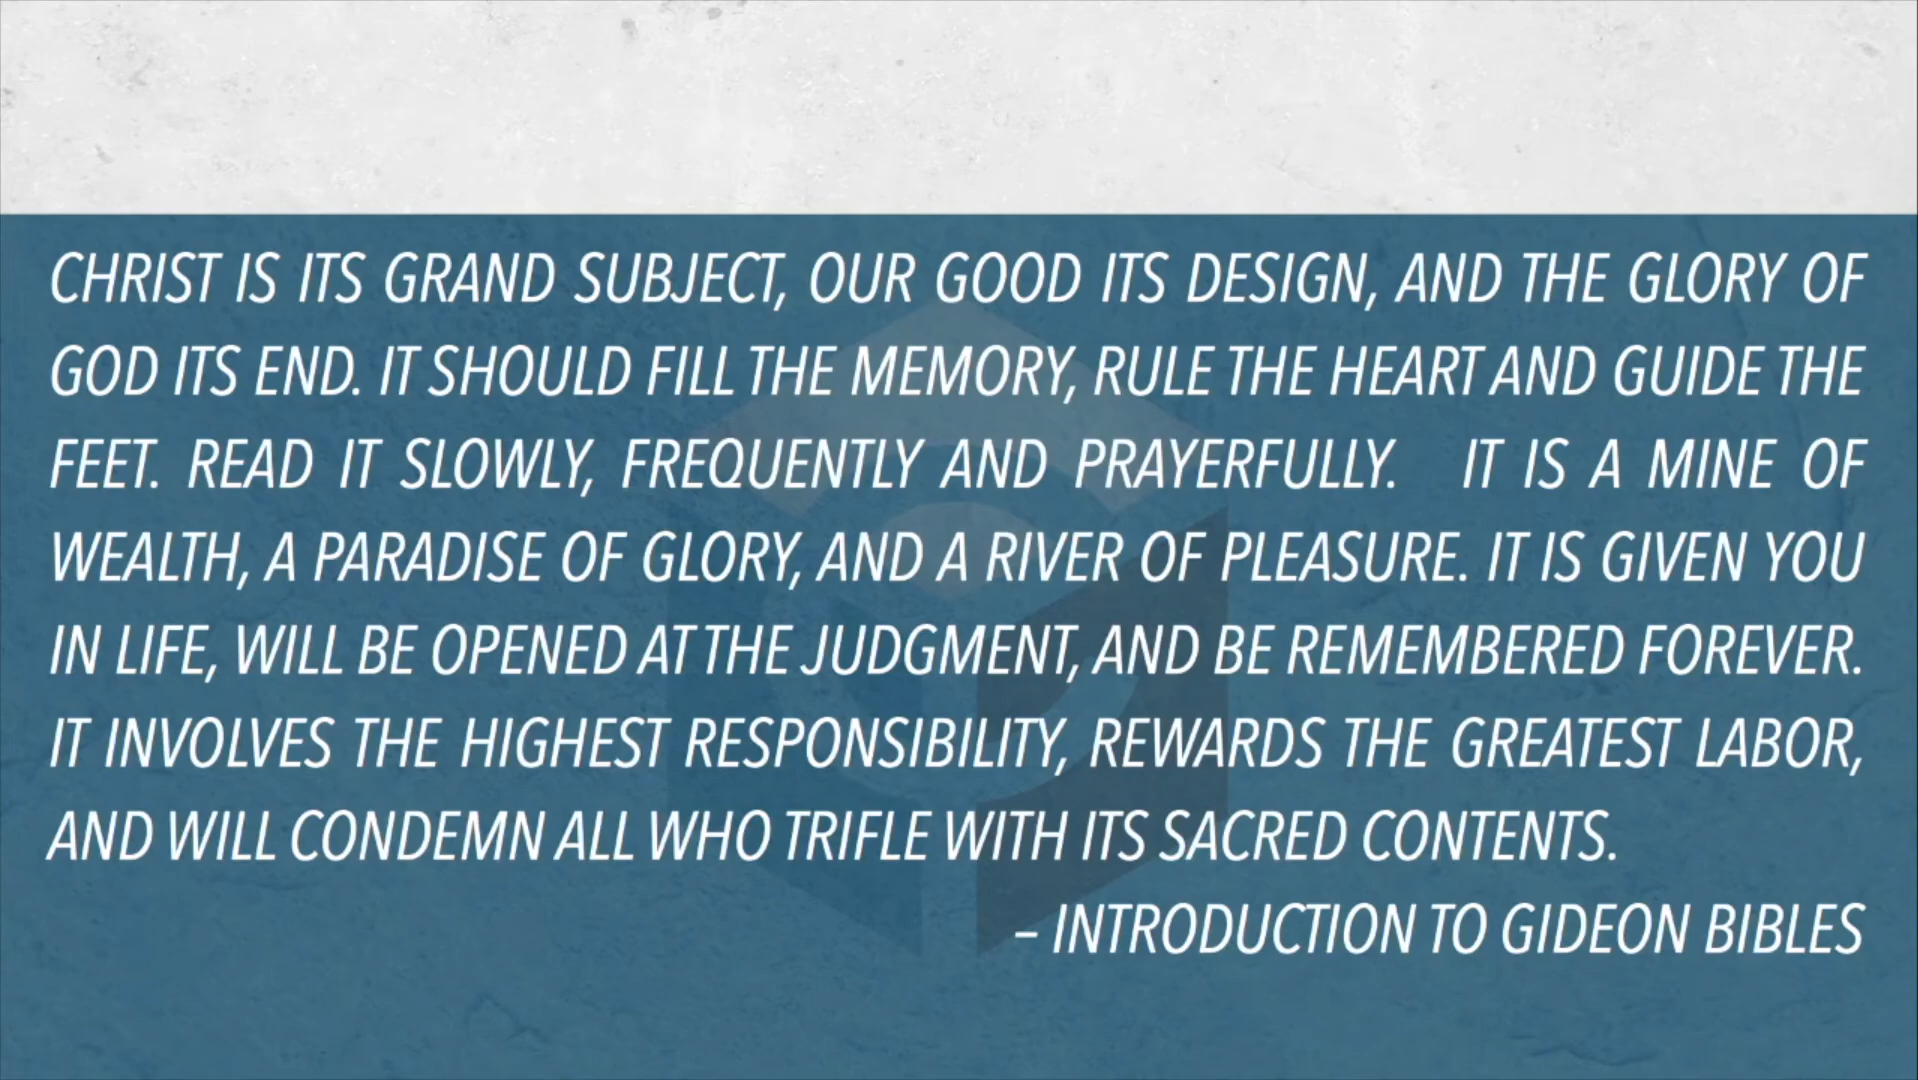 CHRIST IS ITS GRAND SUBJECT, OUR GOOD ITS DESIGN, AND THE GLORY OF
GOD ITS END. IT SHOULD FILL THE MEMORY, RULE THE HEART AND GUIDE THE
FEET. READ IT SLOWLY, FREQUENTLY AND PRAYERFULLY. IT IS A MINE OF
WEALTH, A PARADISE OF GLORY, AND A RIVER OF PLEASURE. IT IS GIVEN YOU
IN LIFE, WILL BE OPENED AT THE JUDGMENT, AND BE REMEMBERED FOREVER.
IT INVOLVES THE HIGHEST RESPONSIBILITY, REWARDS THE GREATEST LABOR,
AND WILL CONDEMN ALL WHO TRIFLE WITH ITS SACRED CONTENTS.
– INTRODUCTION TO GIDEON BIBLES